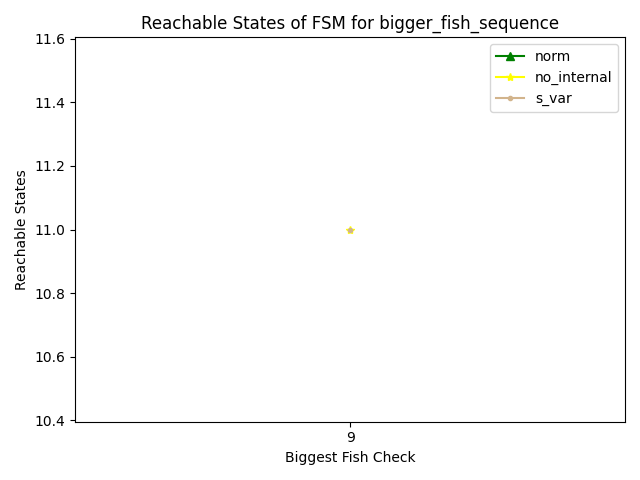 Reachable States of FSM for bigger_fish_sequence
norm
no_internal
s_var
11.6
11.4
11.2
11.0
10.8
10.6
10.4
Reachable States
9
Biggest Fish Check